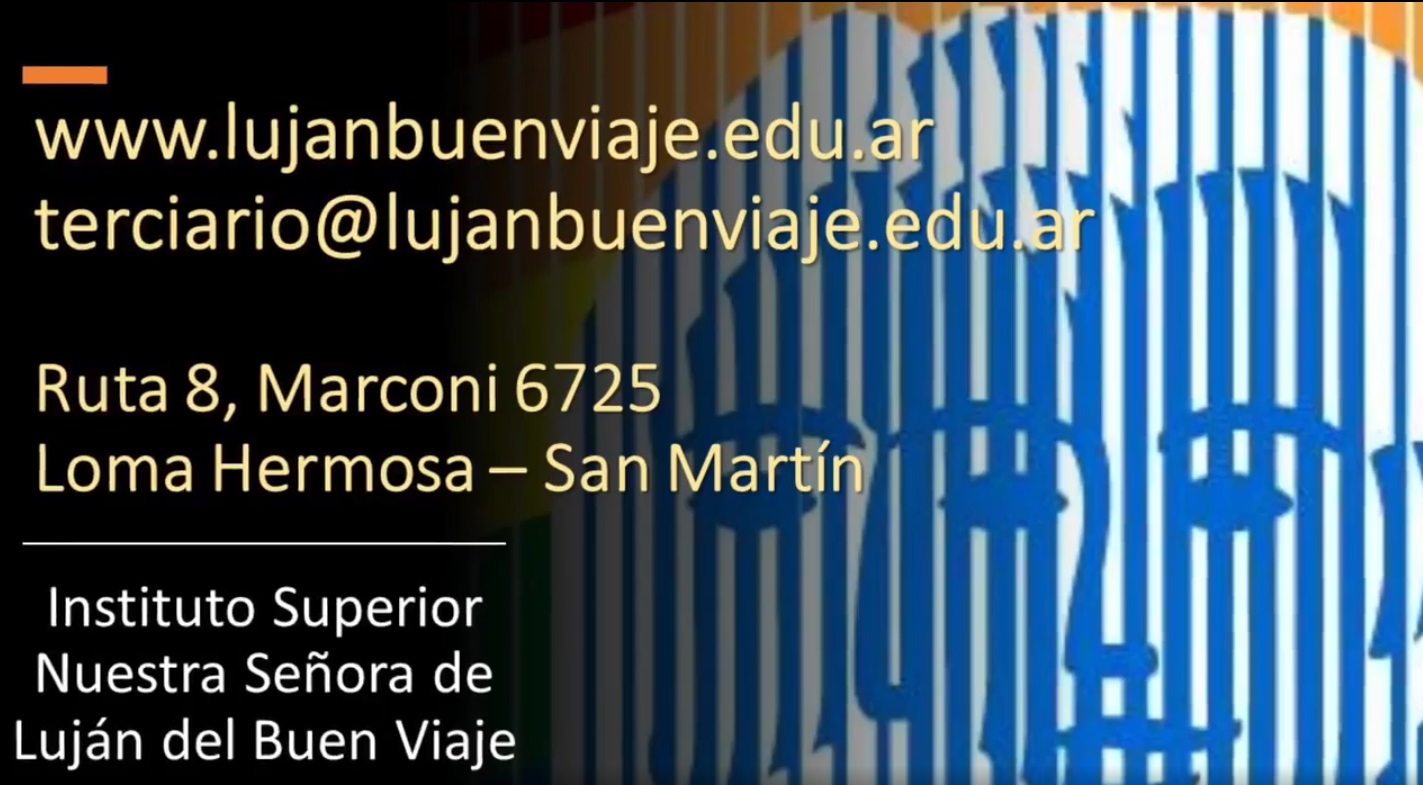 www.lujanbuenviaje.edu.ar
terciario@lujanbuenviaje.edu.ar
Ruta 8, Marconi 6725
Loma Hermosa – San Martín
Instituto Superior
Nuestra Señora de
Luján del Buen Viaje